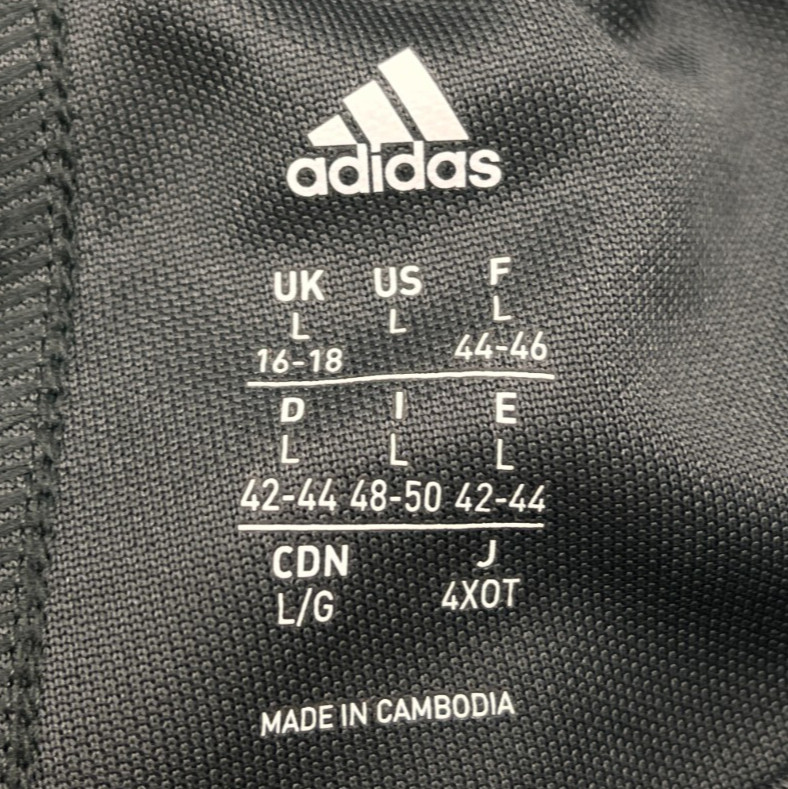 adidas
UK US F
L L L
16-18 44-46
D I E
L L L
42-44 48-50 42-44
CDN J
L/G 4XOT
MADE IN CAMBODIA